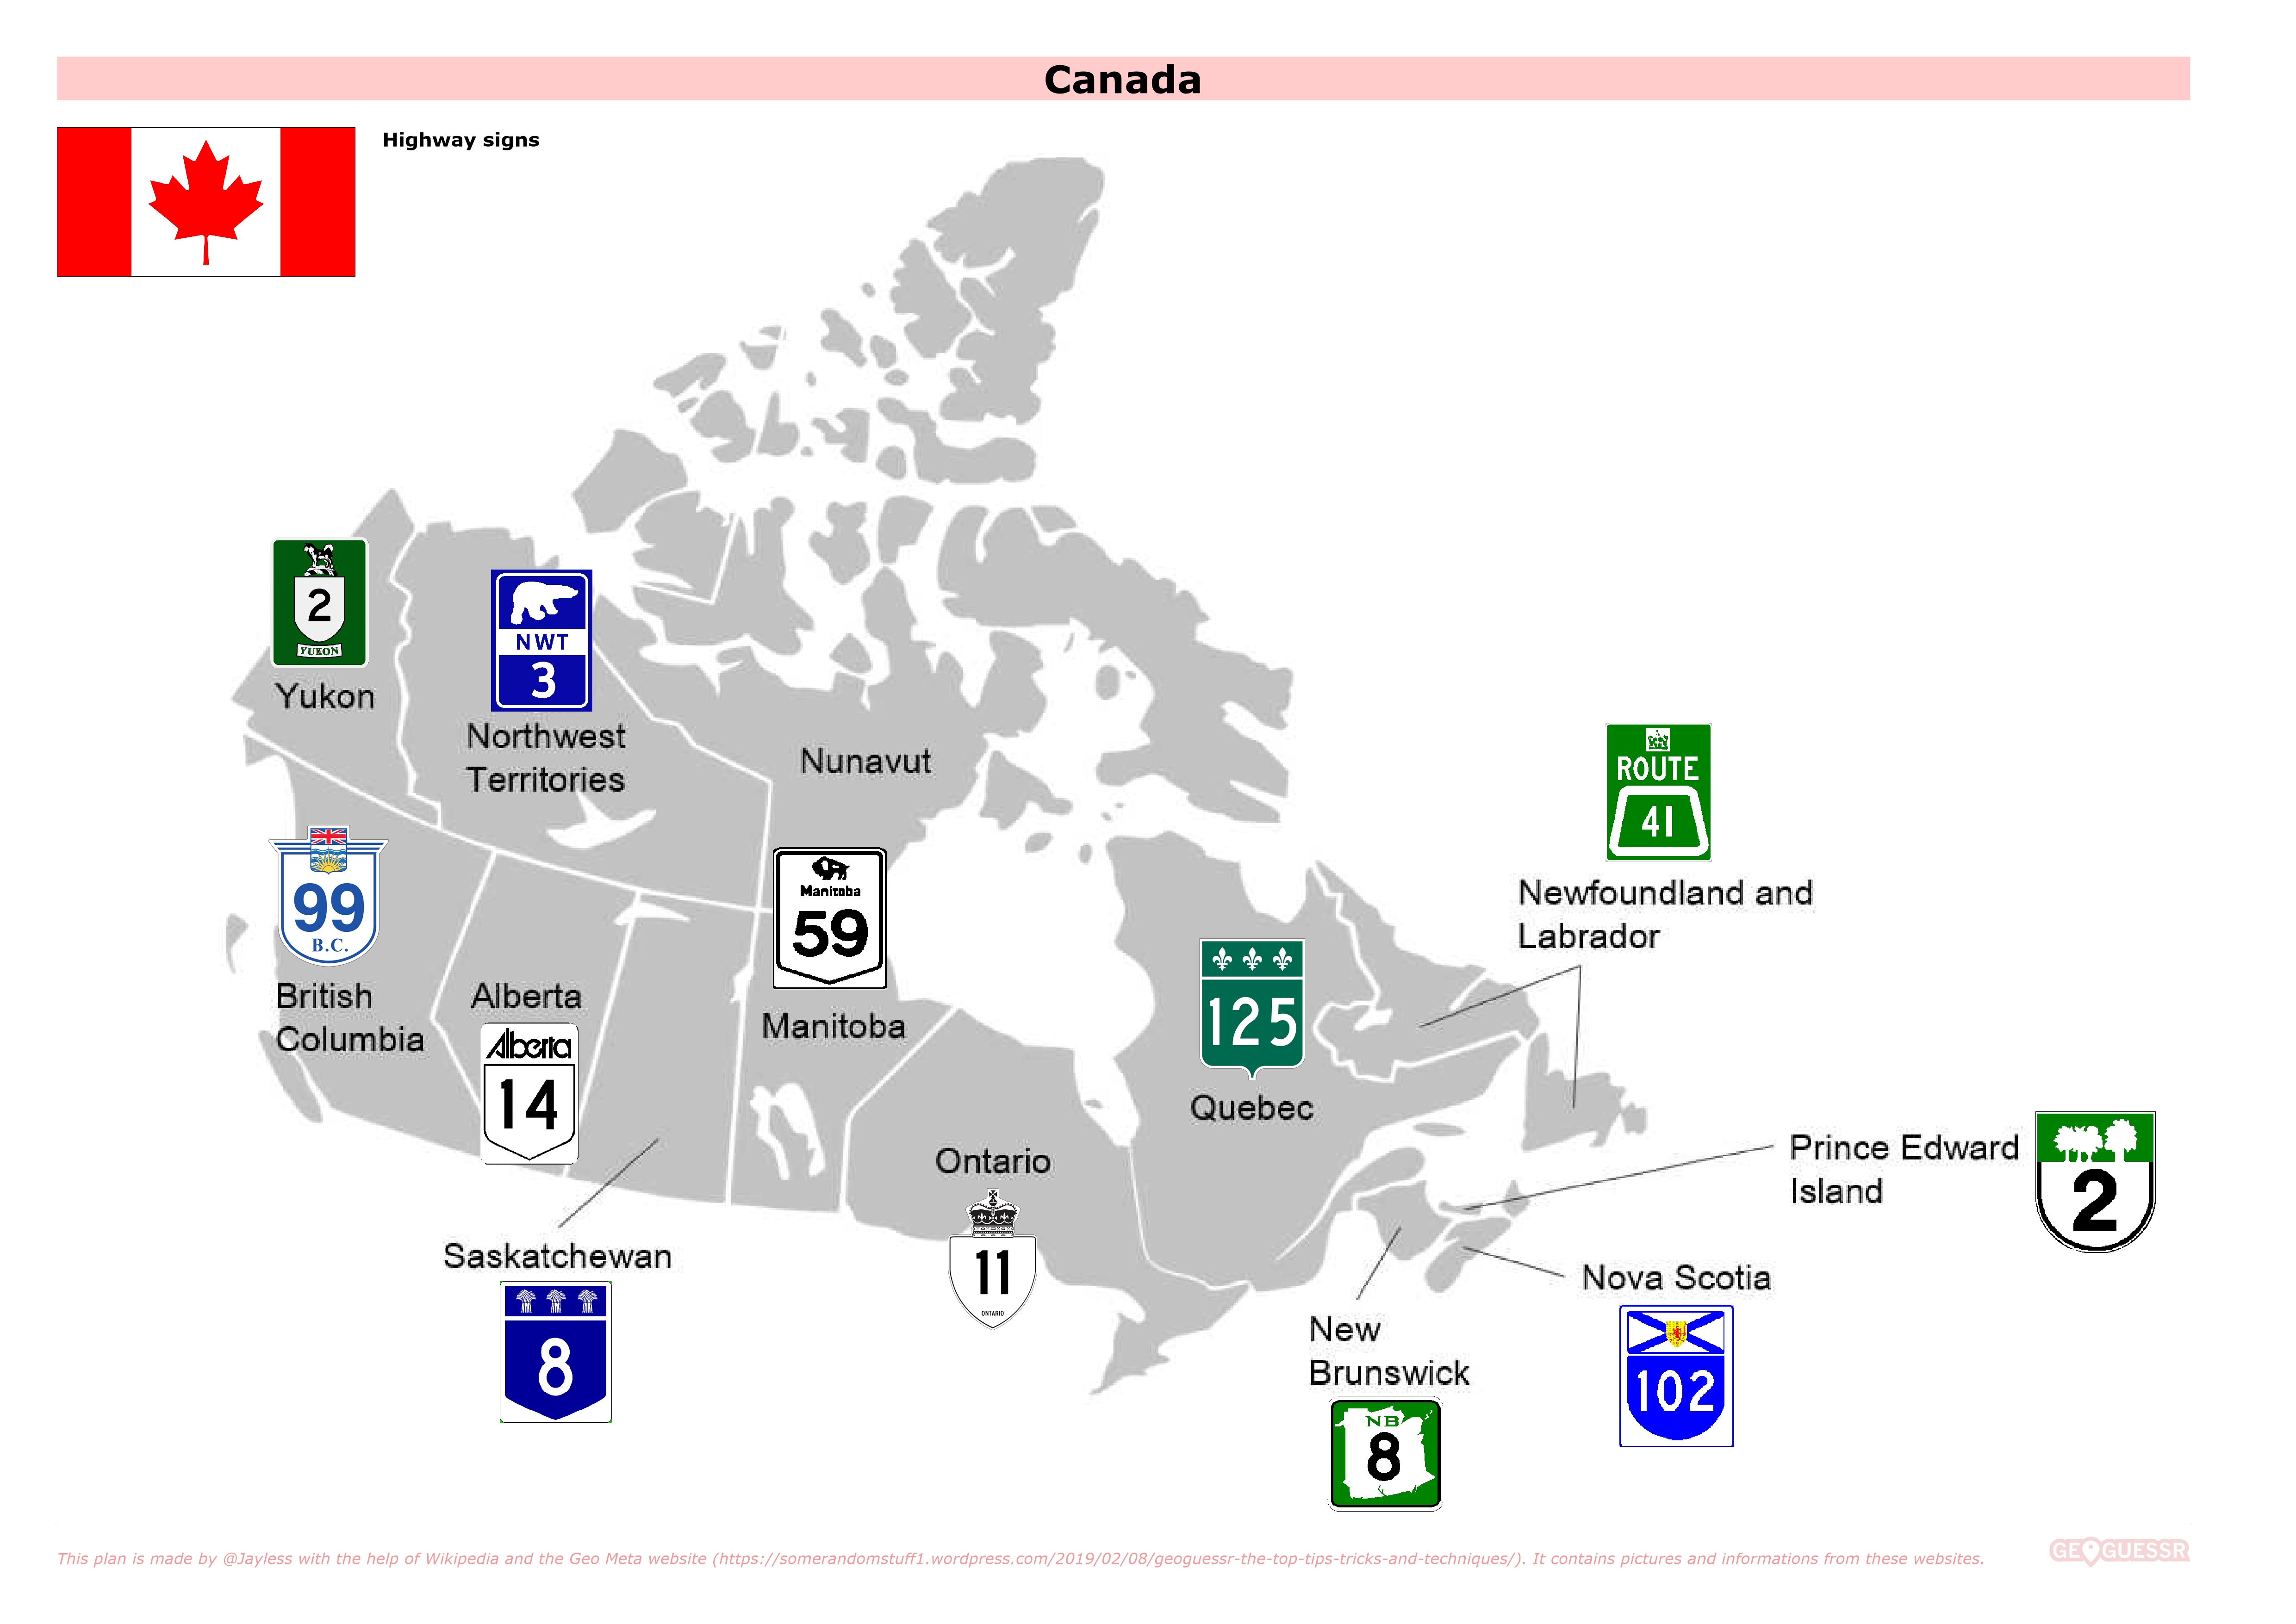 Canada
Highway signs
2
YUKON
Yukon
NWT
3
Northwest
Territories
Nunavut
ROUTE
41
Newfoundland and
Labrador
99
B.C.
British
Columbia
Alberta
Alberta
14
Manitoba
59
Manitoba
125
Quebec
Ontario
11
ONTARIO
Prince Edward
Island
2
Saskatchewan
8
Nova Scotia
102
New
Brunswick
NB
8
This plan is made by @Jayless with the help of Wikipedia and the Geo Meta website (https://somerandomstuff1.wordpress.com/2019/02/08/geoguessr-the-top-tips-tricks-and-techniques/). It contains pictures and informations from these websites.
GEOGUESSR